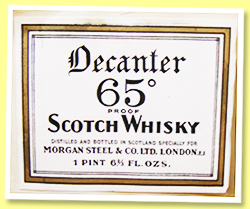 Decanter
65°
PROOF
SCOTCH WHISKY
DISTILLED AND BOTTLED IN SCOTLAND SPECIALLY FOR
MORGAN STEEL & CO. LTD. LONDON.E.1
1 PINT 6⅔ FL. OZS.